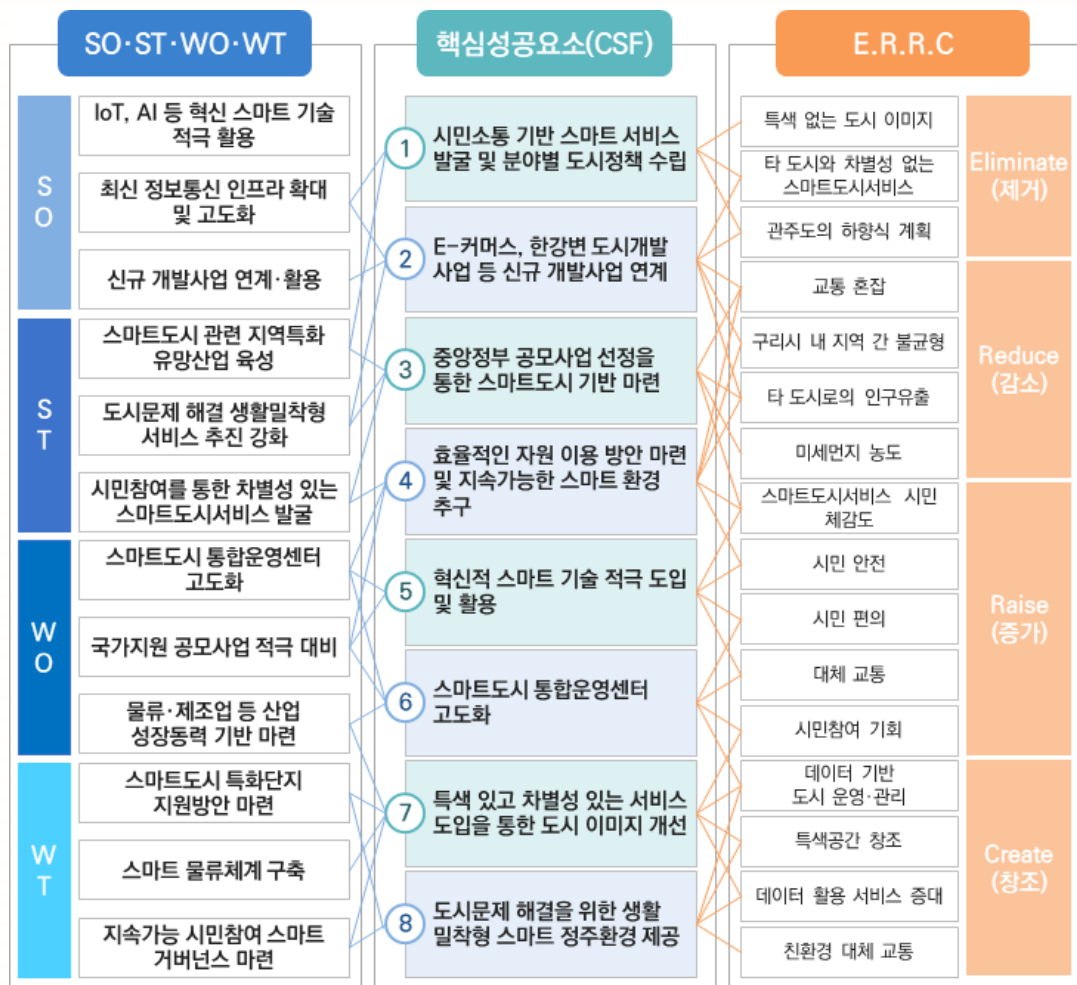 SO·ST·WO·WT
핵심성공요소(CSF)
E.R.R.C
S
O
IoT, AI 등 혁신 스마트 기술
적극 활용
최신 정보통신 인프라 확대
및 고도화
신규 개발사업 연계·활용
S
T
스마트도시 관련 지역특화
유망산업 육성
도시문제 해결 생활밀착형
서비스 추진 강화
시민참여를 통한 차별성 있는
스마트도시서비스 발굴
W
O
스마트도시 통합운영센터
고도화
국가지원 공모사업 적극 대비
물류·제조업 등 산업
성장동력 기반 마련
W
T
스마트도시 특화단지
지원방안 마련
스마트 물류체계 구축
지속가능 시민참여 스마트
거버넌스 마련
1
시민소통 기반 스마트 서비스
발굴 및 분야별 도시정책 수립
2
E-커머스, 한강변 도시개발
사업 등 신규 개발사업 연계
3
중앙정부 공모사업 선정을
통한 스마트도시 기반 마련
4
효율적인 자원 이용 방안 마련
및 지속가능한 스마트 환경
추구
5
혁신적 스마트 기술 적극 도입
및 활용
6
스마트도시 통합운영센터
고도화
7
특색 있고 차별성 있는 서비스
도입을 통한 도시 이미지 개선
8
도시문제 해결을 위한 생활
밀착형 스마트 정주환경 제공
특색 없는 도시 이미지
타 도시와 차별성 없는
스마트도시서비스
관주도의 하향식 계획
Eliminate
(제거)
교통 혼잡
구리시 내 지역 간 불균형
타 도시로의 인구유출
미세먼지 농도
Reduce
(감소)
스마트도시서비스 시민
체감도
시민 안전
시민 편의
대체 교통
시민참여 기회
Raise
(증가)
데이터 기반
도시 운영·관리
특색공간 창조
데이터 활용 서비스 증대
친환경 대체 교통
Create
(창조)